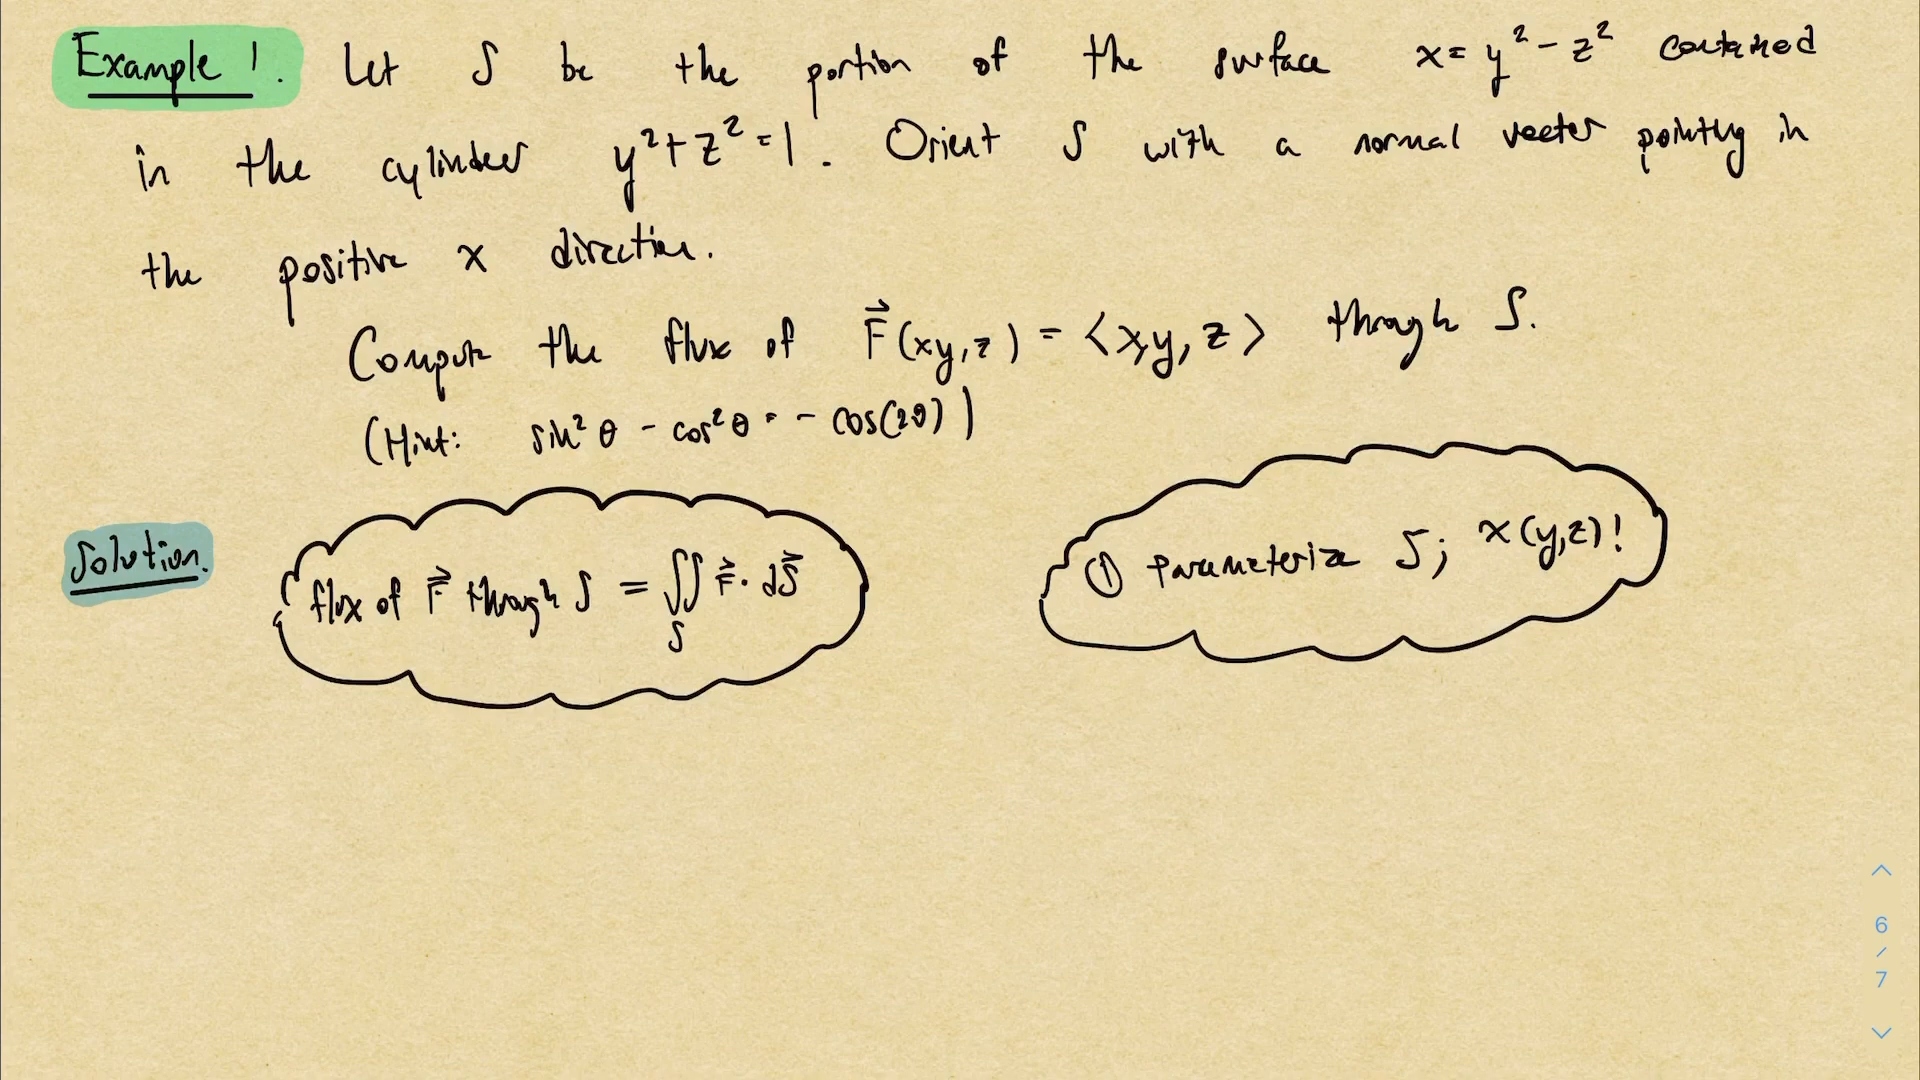 Example 1. Let S be the portion of the surface x = y² - z² contained
in the cylinder y² + z² = 1. Orient S with a normal vector pointing in
the positive x direction.
Compute the flux of F⃗(x,y,z) = ⟨x,y,z⟩ through S.
(Hint: sin²θ - cos²θ = - cos(2θ))
Solution. flux of F⃗ through S = ∬_S F⃗ · dS⃗
① parameterize S; x(y,z)!
6
/
7